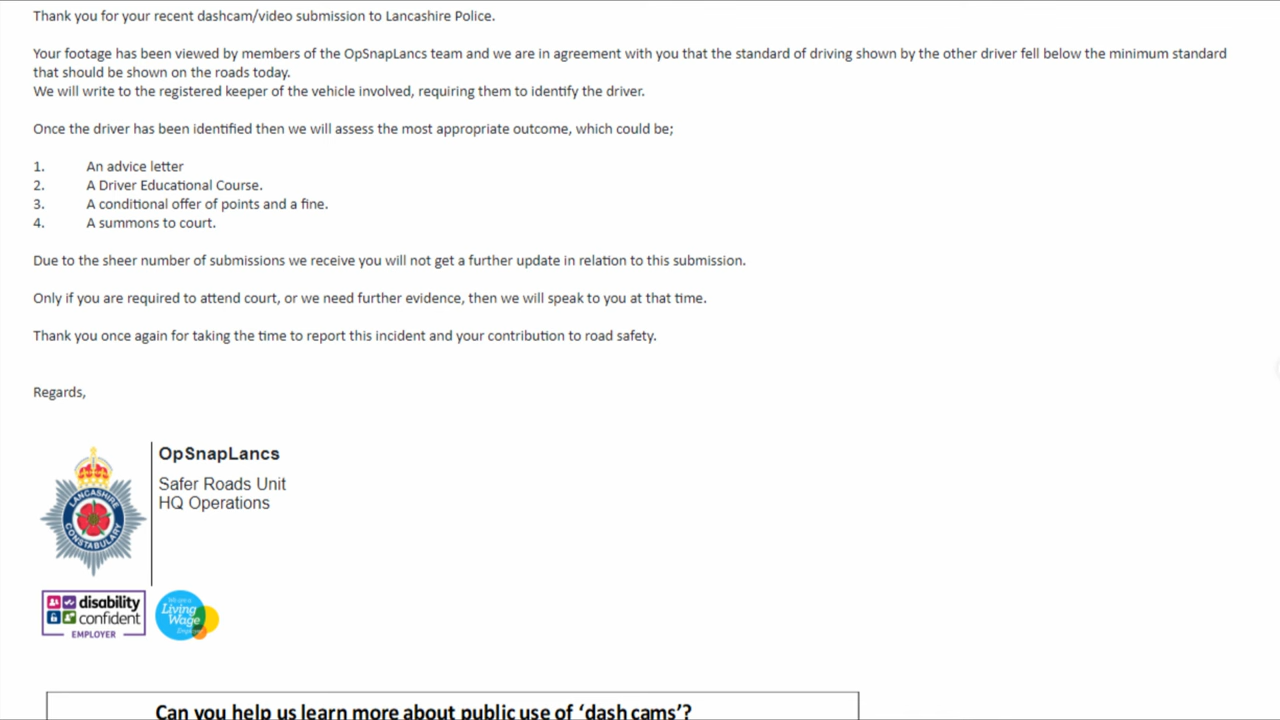 Thank you for your recent dashcam/video submission to Lancashire Police.
Your footage has been viewed by members of the OpSnapLancs team and we are in agreement with you that the standard of driving shown by the other driver fell below the minimum standard
that should be shown on the roads today.
We will write to the registered keeper of the vehicle involved, requiring them to identify the driver.
Once the driver has been identified then we will assess the most appropriate outcome, which could be;
1. An advice letter
2. A Driver Educational Course.
3. A conditional offer of points and a fine.
4. A summons to court.
Due to the sheer number of submissions we receive you will not get a further update in relation to this submission.
Only if you are required to attend court, or we need further evidence, then we will speak to you at that time.
Thank you once again for taking the time to report this incident and your contribution to road safety.
Regards,
OpSnapLancs
Safer Roads Unit
HQ Operations
LANCASHIRE
CONSTABULARY
disability
confident
EMPLOYER
We are a
Living
Wage
Can you help us learn more about public use of ‘dash cams’?